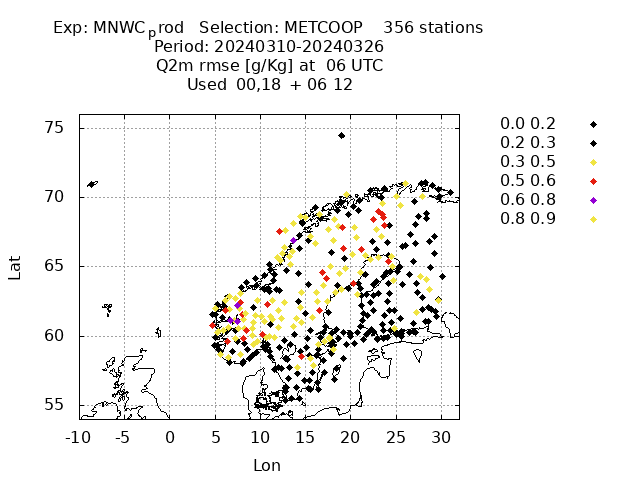 Exp: MNWCprod Selection: METCOOP 356 stations
Period: 20240310-20240326
Q2m rmse [g/Kg] at 06 UTC
Used 00,18 + 06 12
0.0 0.2
0.2 0.3
0.3 0.5
0.5 0.6
0.6 0.8
0.8 0.9
75
70
65
60
55
Lat
-10 -5 0 5 10 15 20 25 30
Lon